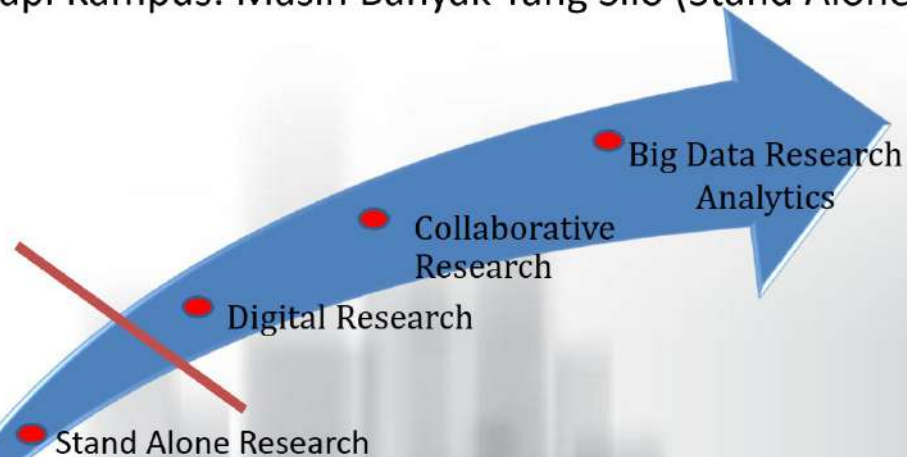 Kampus: Masih Banyak Yang Silo (Stand Alone
Big Data Research
Analytics
Collaborative
Research
Digital Research
Stand Alone Research